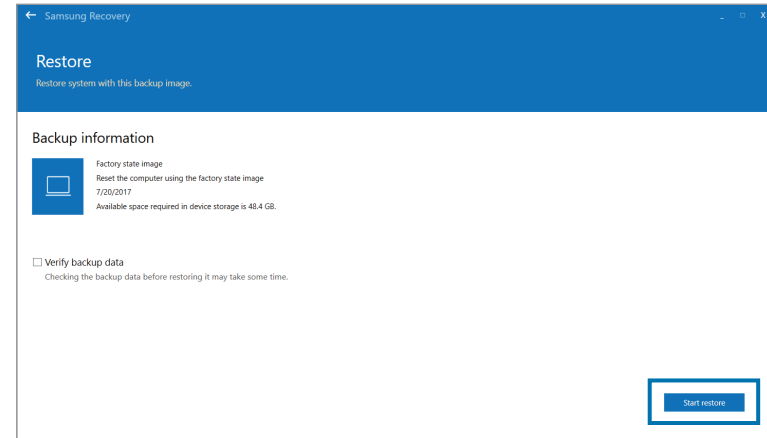 Samsung Recovery
Restore
Restore system with this backup image.
Backup information
Factory state image
Reset the computer using the factory state image
7/20/2017
Available space required in device storage is 48.4 GB.
Verify backup data
Checking the backup data before restoring it may take some time.
Start restore